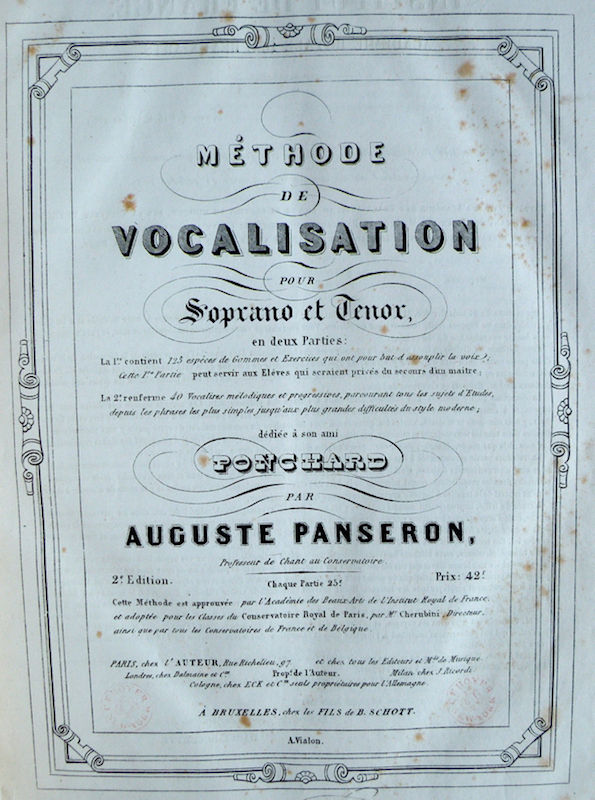 MÉTHODE
DE
VOCALISATION
POUR
Soprano et Tenor,
en deux Parties:
La 1re contient 123 espèces de Gammes et Exercices qui ont pour but d'assouplir la voix;
Cette 1re Partie peut servir aux Elèves qui seraient privés du secours d'un maître;
La 2e renferme 40 Vocalises mélodiques et progressives, parcourant tous les sujets d'Etudes,
depuis les phrases les plus simples jusqu'aux plus grandes difficultés du style moderne;
dédiée à son ami
PONCHARD
PAR
AUGUSTE PANSERON,
Professeur de Chant au Conservatoire.
2e Edition. Chaque Partie 25f Prix: 42f
Cette Méthode est approuvée par l'Académie des Beaux-Arts de l'Institut Royal de France,
et adoptée pour les Classes du Conservatoire Royal de Paris, par Mr Cherubini, Directeur,
ainsi que par tous les Conservatoires de France et de Belgique.
PARIS, chez l'AUTEUR, Rue Richelieu, 97 et chez tous les Editeurs et Mds de Musique
Londres, chez Dalmaine et Cie Propté de l'Auteur. Milan chez J. Ricordi
Cologne, chez ECK et Cie seuls propriétaires pour l'Allemagne.
À BRUXELLES, chez les FILS de B. SCHOTT.
A. Vialon.